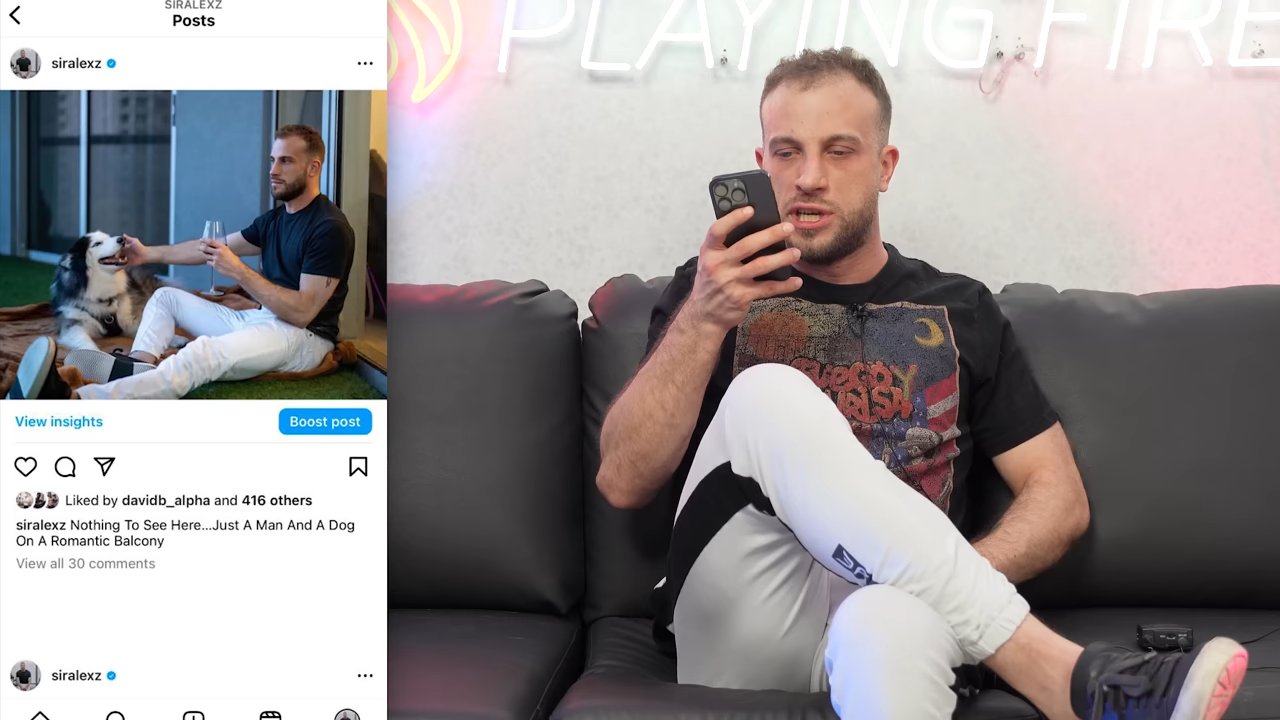 SIRALEXZ
Posts
siralexz
View insights
Boost post
Liked by davidb_alpha and 416 others
siralexz Nothing To See Here...Just A Man And A Dog
On A Romantic Balcony
View all 30 comments
siralexz
PLAYING FIRE